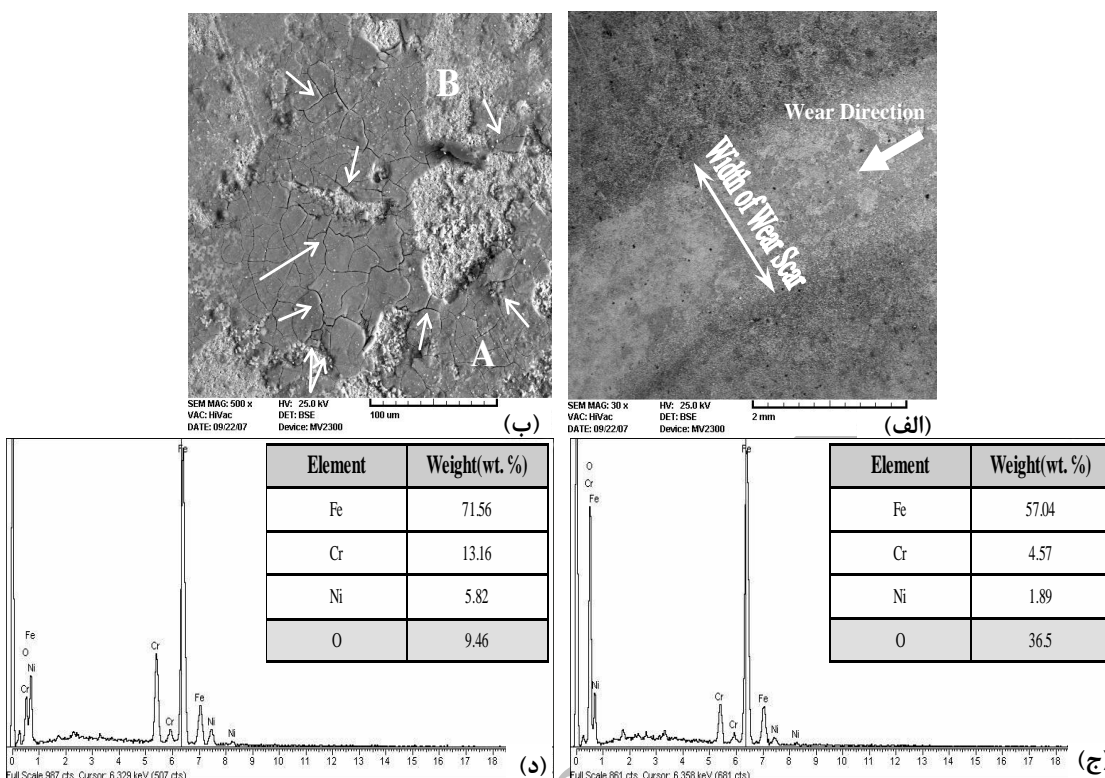 B
A
SEM MAG: 500 x HV: 25.0 kV
VAC: HiVac DET: BSE 100 um
DATE: 09/22/07 Device: MV2300
(ب)
Wear Direction
Width of Wear Scar
SEM MAG: 30 x HV: 25.0 kV
VAC: HiVac DET: BSE 2 mm
DATE: 09/22/07 Device: MV2300
(الف)
Element Weight(wt. %)
Fe 71.56
Cr 13.16
Ni 5.82
O 9.46
Fe
Fe
O
Ni
Cr
Cr
Cr
Fe
Ni
Ni
0 1 2 3 4 5 6 7 8 9 10 11 12 13 14 15 16 17 18
Full Scale 987 cts Cursor: 6.329 keV (507 cts)
(د)
Element Weight(wt. %)
Fe 57.04
Cr 4.57
Ni 1.89
O 36.5
O
Cr
Fe
Fe
Ni
Cr
Cr
Fe
Ni
Ni
0 1 2 3 4 5 6 7 8 9 10 11 12 13 14 15 16 17 18
Full Scale 861 cts Cursor: 6.358 keV (681 cts)
(ج)